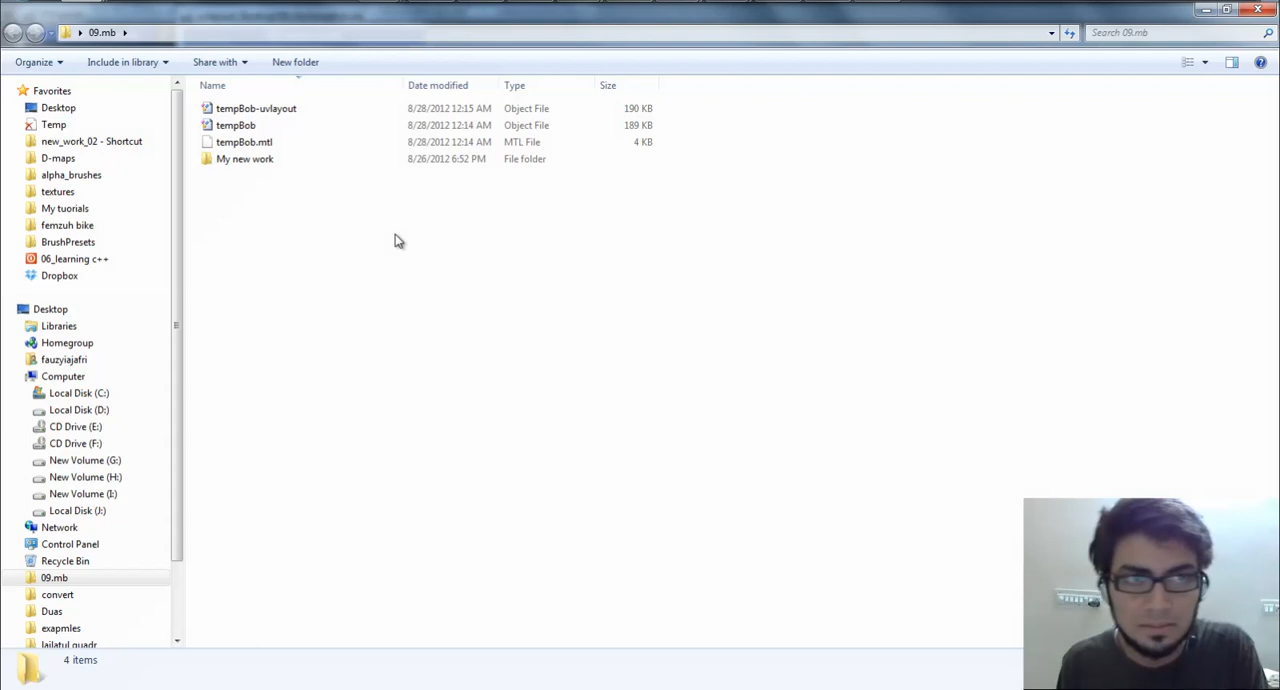 09.mb
Search 09.mb
Organize
Include in library
Share with
New folder
Name
Date modified
Type
Size
tempBob-uvlayout 8/28/2012 12:15 AM Object File 190 KB
tempBob 8/28/2012 12:14 AM Object File 189 KB
tempBob.mtl 8/28/2012 12:14 AM MTL File 4 KB
My new work 8/26/2012 6:52 PM File folder
Favorites
Desktop
Temp
new_work_02 - Shortcut
D-maps
alpha_brushes
textures
My tuorials
femzuh bike
BrushPresets
06_learning c++
Dropbox
Desktop
Libraries
Homegroup
fauzyiajafri
Computer
Local Disk (C:)
Local Disk (D:)
CD Drive (E:)
CD Drive (F:)
New Volume (G:)
New Volume (H:)
New Volume (I:)
Local Disk (J:)
Network
Control Panel
Recycle Bin
09.mb
convert
Duas
exapmles
lailatul quadr
4 items